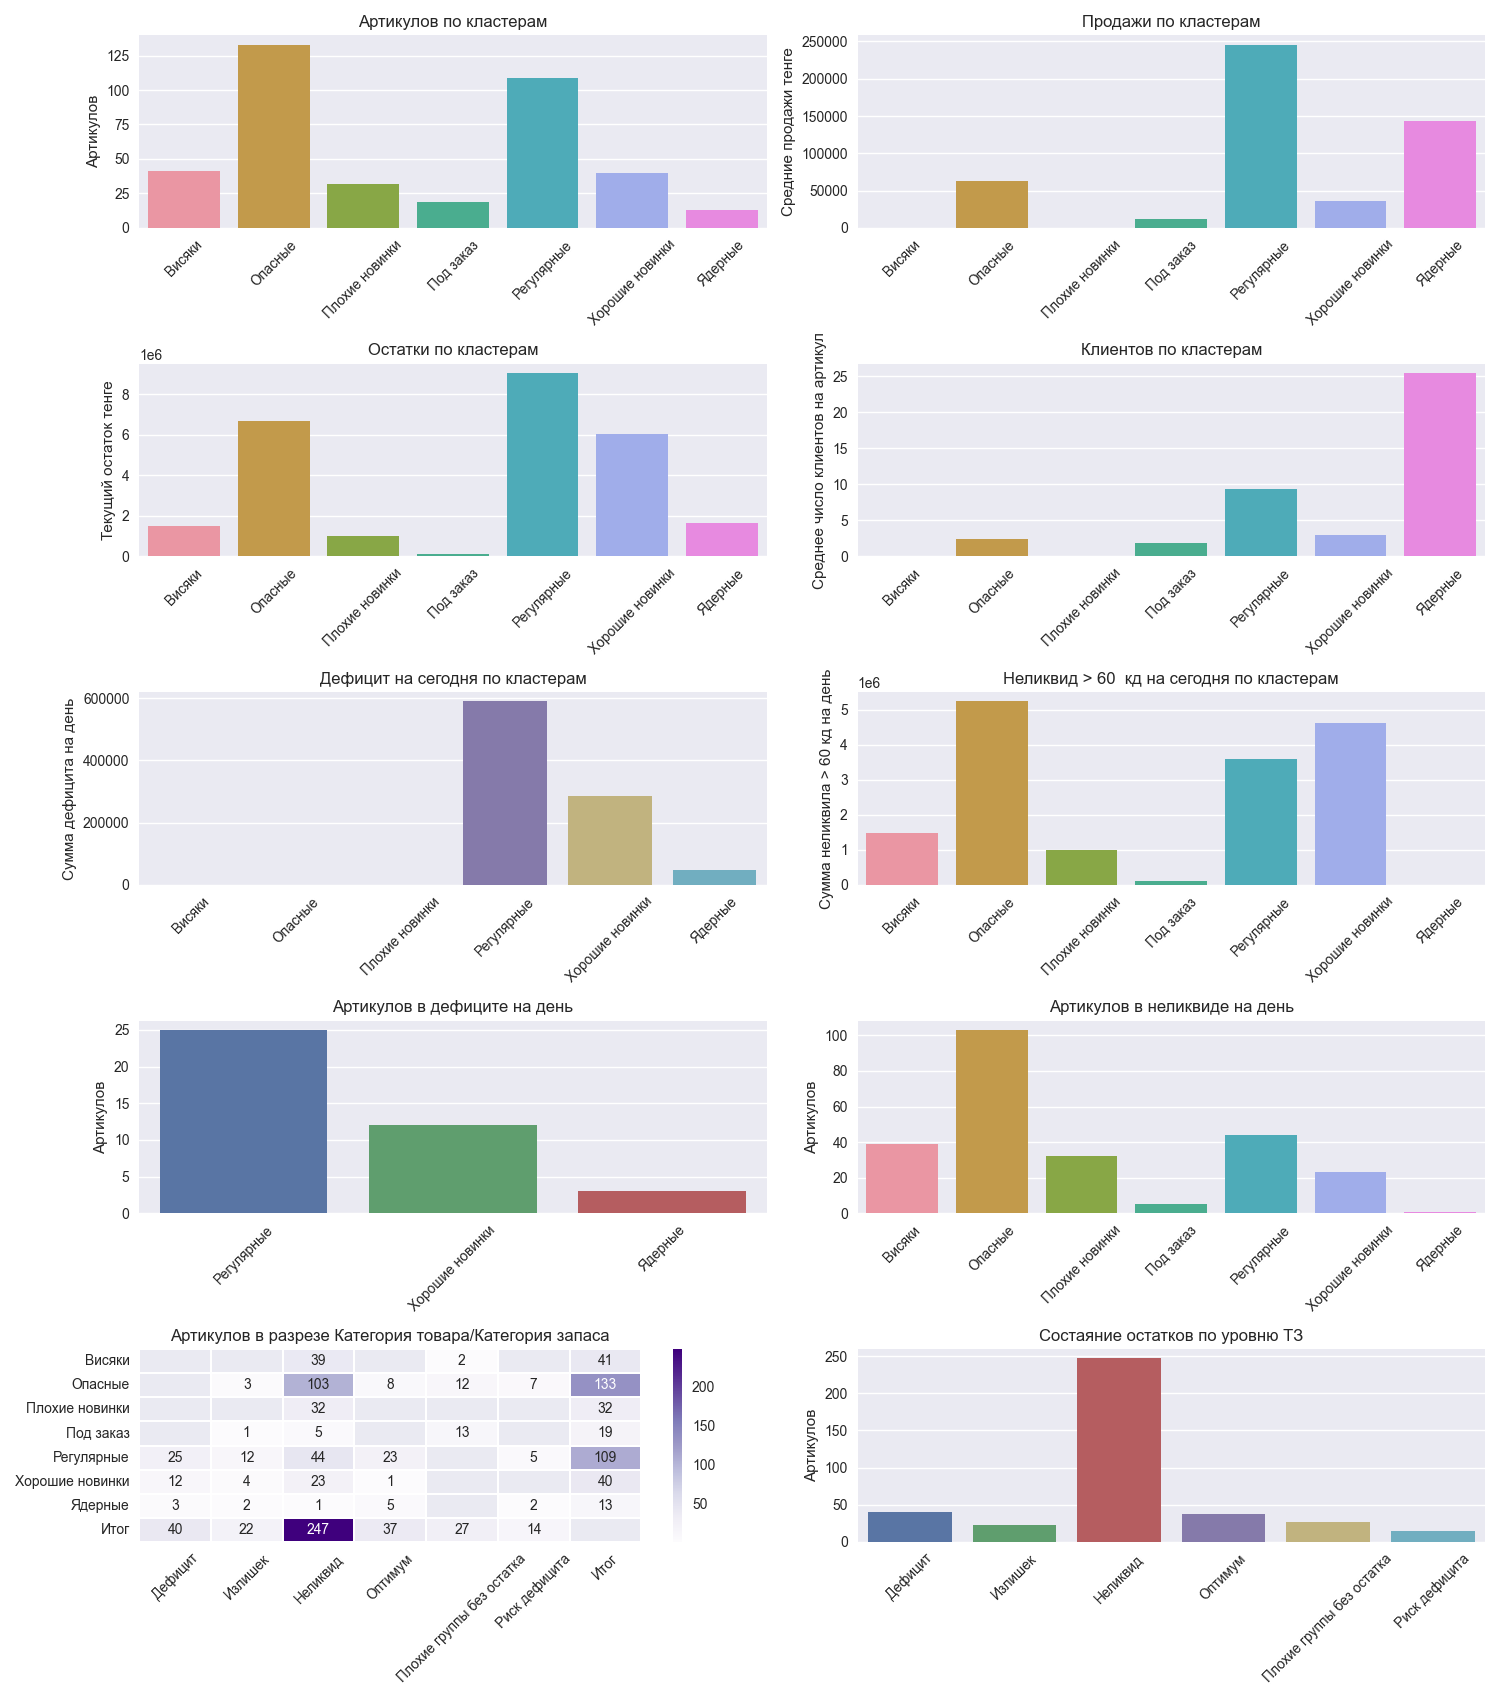 Артикулов по кластерам
Артикулов
125
100
75
50
25
0
Висяки
Опасные
Плохие новинки
Под заказ
Регулярные
Хорошие новинки
Ядерные
Продажи по кластерам
Средние продажи тенге
250000
200000
150000
100000
50000
0
Висяки
Опасные
Плохие новинки
Под заказ
Регулярные
Хорошие новинки
Ядерные
Остатки по кластерам
1e6
Текущий остаток тенге
8
6
4
2
0
Висяки
Опасные
Плохие новинки
Под заказ
Регулярные
Хорошие новинки
Ядерные
Клиентов по кластерам
Среднее число клиентов на артикул
25
20
15
10
5
0
Висяки
Опасные
Плохие новинки
Под заказ
Регулярные
Хорошие новинки
Ядерные
Дефицит на сегодня по кластерам
Сумма дефицита на день
600000
400000
200000
0
Висяки
Опасные
Плохие новинки
Регулярные
Хорошие новинки
Ядерные
Неликвид > 60 кд на сегодня по кластерам
1e6
Сумма неликвила > 60 кд на день
5
4
3
2
1
0
Висяки
Опасные
Плохие новинки
Под заказ
Регулярные
Хорошие новинки
Ядерные
Артикулов в дефиците на день
Артикулов
25
20
15
10
5
0
Регулярные
Хорошие новинки
Ядерные
Артикулов в неликвиде на день
Артикулов
100
80
60
40
20
0
Висяки
Опасные
Плохие новинки
Под заказ
Регулярные
Хорошие новинки
Ядерные
Артикулов в разрезе Категория товара/Категория запаса
Висяки 39 2 41
Опасные 3 103 8 12 7 133
Плохие новинки 32 32
Под заказ 1 5 13 19
Регулярные 25 12 44 23 5 109
Хорошие новинки 12 4 23 1 40
Ядерные 3 2 1 5 2 13
Итог 40 22 247 37 27 14
Дефицит
Излишек
Неликвид
Оптимум
Плохие группы без остатка
Риск дефицита
Итог
200
150
100
50
Состаяние остатков по уровню ТЗ
Артикулов
250
200
150
100
50
0
Дефицит
Излишек
Неликвид
Оптимум
Плохие группы без остатка
Риск дефицита